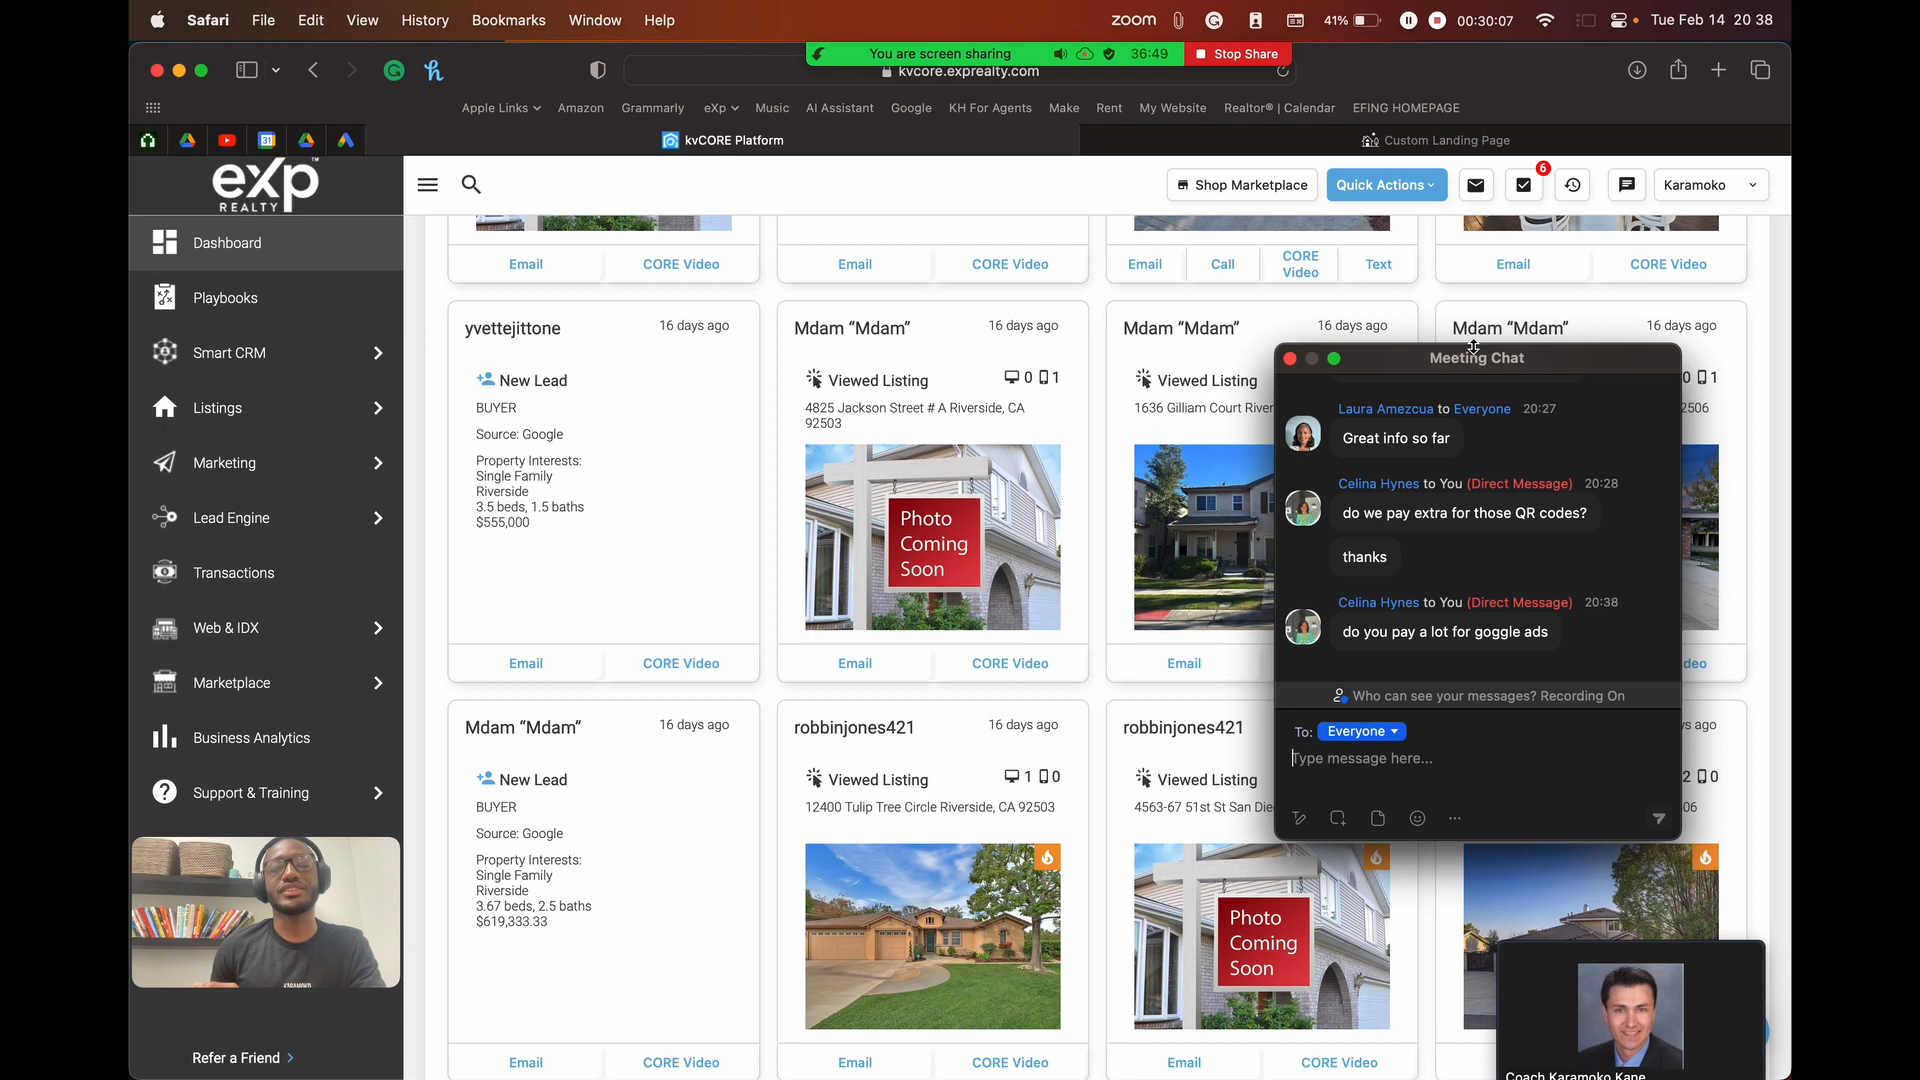 Safari File Edit View History Bookmarks Window Help zoom 41% 00:30:07 Tue Feb 14 20 38
You are screen sharing 36:49 Stop Share
kvcore.exprealty.com
Apple Links Amazon Grammarly eXp Music AI Assistant Google KH For Agents Make Rent My Website Realtor® | Calendar EFING HOMEPAGE
31 kvCORE Platform Custom Landing Page
eXp
REALTY
Shop Marketplace Quick Actions 6 Karamoko
Dashboard
Playbooks
Smart CRM
Listings
Marketing
Lead Engine
Transactions
Web & IDX
Marketplace
Business Analytics
Support & Training
Refer a Friend
Email CORE Video
Email CORE Video
Email Call CORE Video Text
Email CORE Video
yvettejittone 16 days ago
New Lead
BUYER
Source: Google
Property Interests:
Single Family
Riverside
3.5 beds, 1.5 baths
$555,000
Email CORE Video
Mdam “Mdam” 16 days ago
Viewed Listing 0 1
4825 Jackson Street # A Riverside, CA
92503
Photo
Coming
Soon
Email CORE Video
Mdam “Mdam” 16 days ago
Viewed Listing
1636 Gilliam Court River
Email
Mdam “Mdam” 16 days ago
0 1
2506
deo
Mdam “Mdam” 16 days ago
New Lead
BUYER
Source: Google
Property Interests:
Single Family
Riverside
3.67 beds, 2.5 baths
$619,333.33
Email CORE Video
robbinjones421 16 days ago
Viewed Listing 1 0
12400 Tulip Tree Circle Riverside, CA 92503
Email CORE Video
robbinjones421
Viewed Listing
4563-67 51st St San Die
Photo
Coming
Soon
Email CORE Video
ys ago
2 0
06
Meeting Chat
Laura Amezcua to Everyone 20:27
Great info so far
Celina Hynes to You (Direct Message) 20:28
do we pay extra for those QR codes?
thanks
Celina Hynes to You (Direct Message) 20:38
do you pay a lot for goggle ads
Who can see your messages? Recording On
To: Everyone
Type message here...
Coach Karamoko Kane